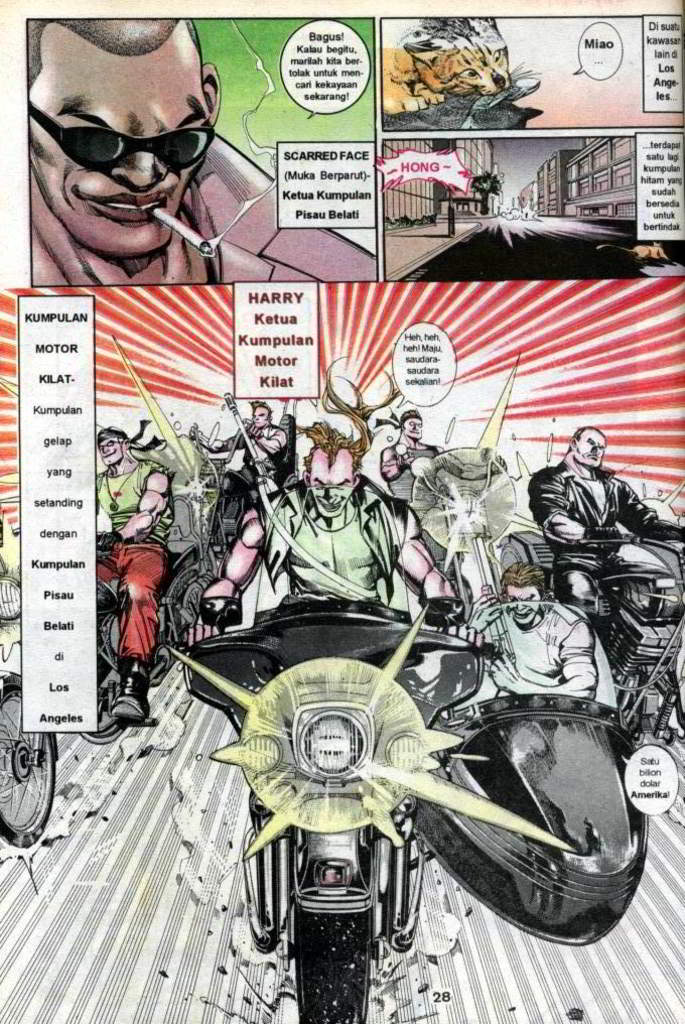 Bagus!
Kalau begitu,
marilah kita ber-
tolak untuk men-
cari kekayaan
sekarang!
SCARRED FACE
(Muka Berparut)-
Ketua Kumpulan
Pisau Belati
Miao
...
Di suatu
kawasan
lain di
Los
Ange-
les...
HONG ~
...terdapat
satu lagi
kumpulan
hitam yang
sudah
bersedia
untuk
bertindak.
KUMPULAN
MOTOR
KILAT-
Kumpulan
gelap
yang
setanding
dengan
Kumpulan
Pisau
Belati
di
Los
Angeles
HARRY
Ketua
Kumpulan
Motor
Kilat
Heh, heh,
heh! Maju,
saudara-
saudara
sekalian!
Satu
bilion
dolar
Amerika!
28